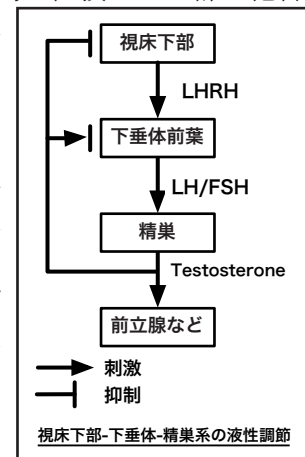 視床下部
LHRH
下垂体前葉
LH/FSH
精巣
Testosterone
前立腺など
刺激
抑制
視床下部-下垂体-精巣系の液性調節